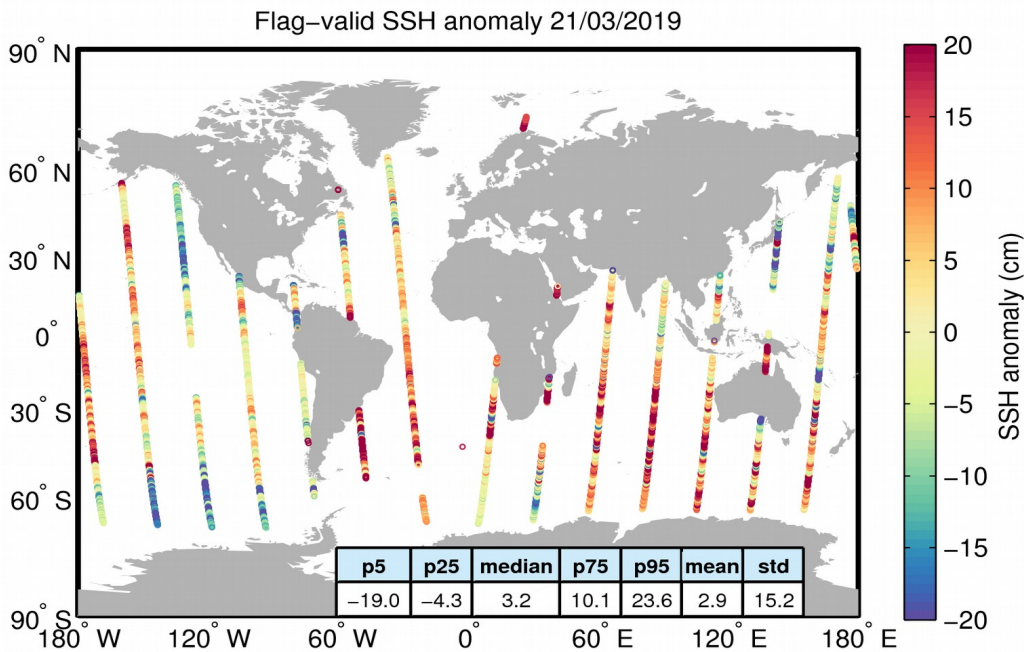 Flag−valid SSH anomaly 21/03/2019
90° N
60° N
30° N
0°
30° S
60° S
90° S
180° W
120° W
60° W
0°
60° E
120° E
180° E
p5 p25 median p75 p95 mean std
−19.0 −4.3 3.2 10.1 23.6 2.9 15.2
20
15
10
5
0
−5
−10
−15
−20
SSH anomaly (cm)